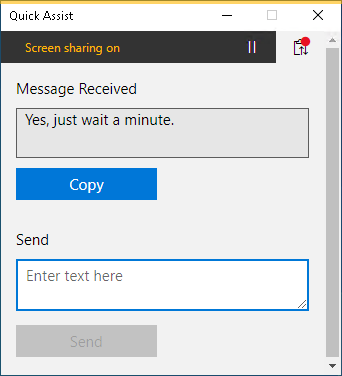 Quick Assist
Screen sharing on
Message Received
Yes, just wait a minute.
Copy
Send
Enter text here
Send